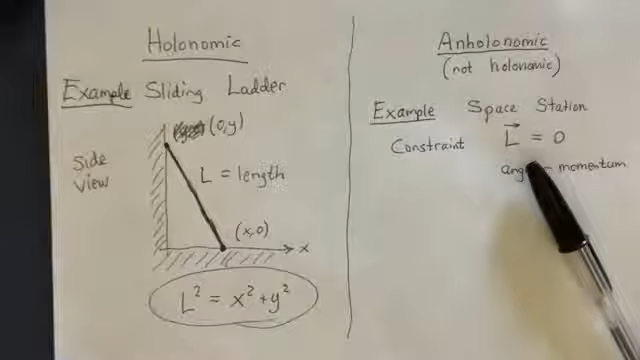 Holonomic
Example Sliding Ladder
(0,y)
Side
view
L = length
(x,0)
x
L² = x² + y²
Anholonomic
(not holonomic)
Example Space Station
Constraint L⃗ = 0
momentum